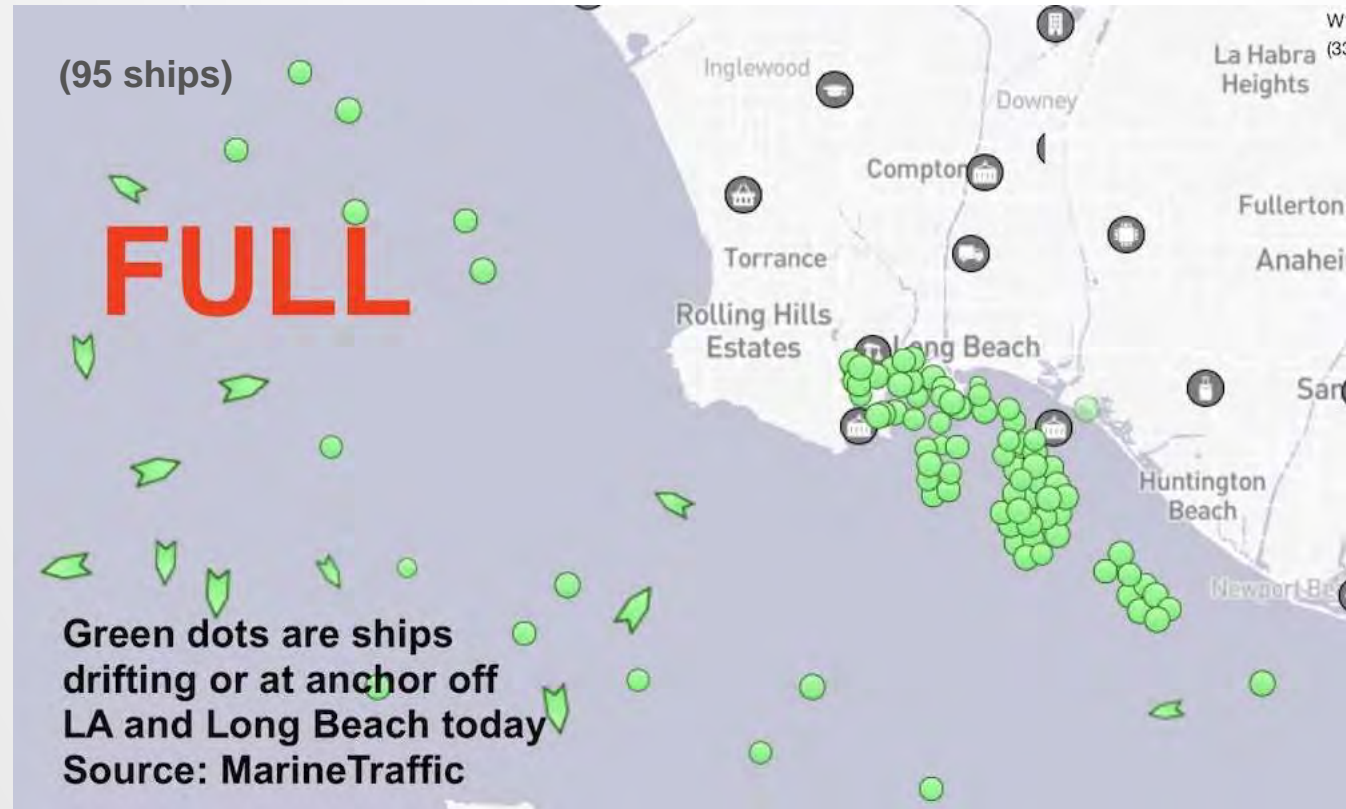 (95 ships)
FULL
Green dots are ships
drifting or at anchor off
LA and Long Beach today
Source: MarineTraffic
Inglewood
Downey
La Habra
Heights
Compton
Fullerton
Torrance
Rolling Hills
Estates
Long Beach
Huntington
Beach